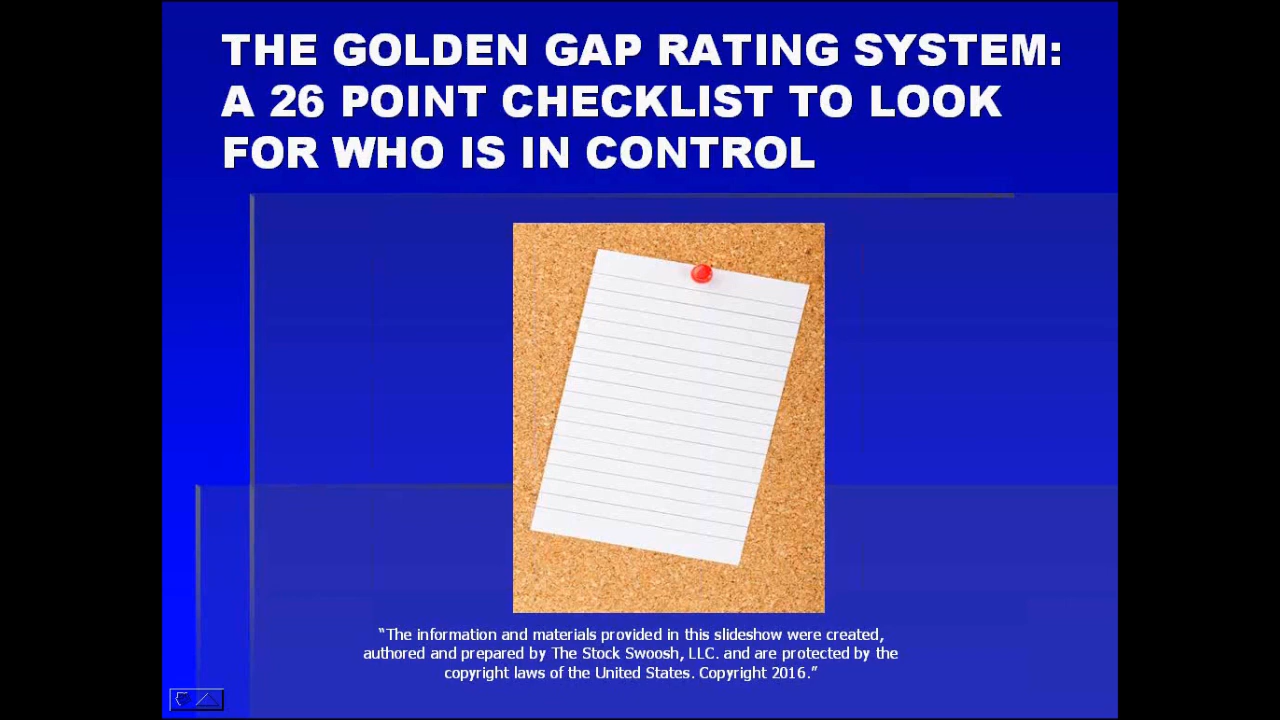 THE GOLDEN GAP RATING SYSTEM:
A 26 POINT CHECKLIST TO LOOK
FOR WHO IS IN CONTROL
“The information and materials provided in this slideshow were created,
authored and prepared by The Stock Swoosh, LLC. and are protected by the
copyright laws of the United States. Copyright 2016.”